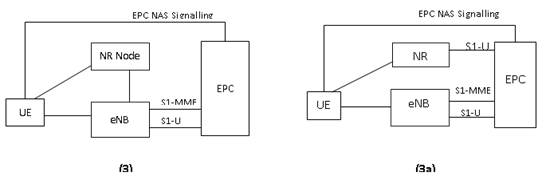 EPC NAS Signalling
NR Node
EPC
UE
eNB
S1-MME
S1-U
(3)
EPC NAS Signalling
NR
S1-U
EPC
UE
eNB
S1-MME
S1-U
(3a)